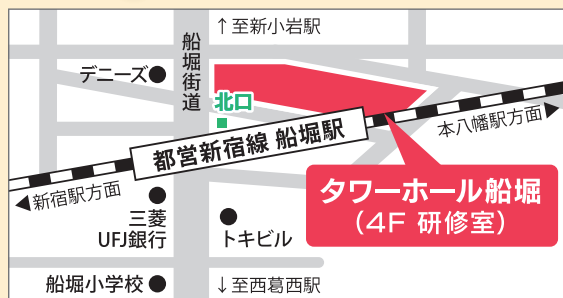 ↑至新小岩駅
船堀街道
デニーズ
北口
都営新宿線 船堀駅
本八幡駅方面
新宿駅方面
タワーホール船堀
（4F 研修室）
三菱
UFJ銀行
トキビル
船堀小学校
↓至西葛西駅